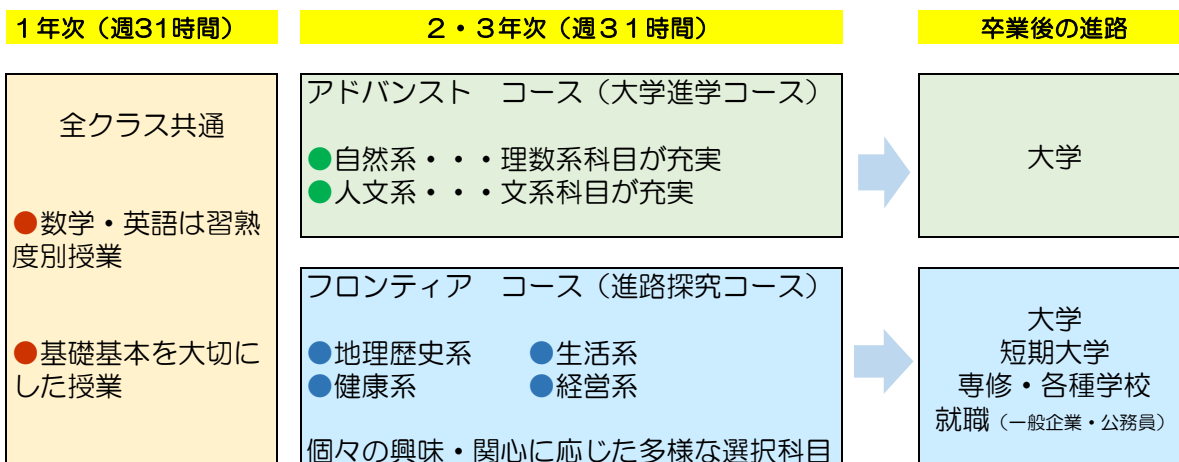 １年次（週31時間）
２・３年次（週３１時間）
卒業後の進路
全クラス共通
●数学・英語は習熟
度別授業
●基礎基本を大切に
した授業
アドバンスト　コース（大学進学コース）
●自然系・・・理数系科目が充実
●人文系・・・文系科目が充実
大学
フロンティア　コース（進路探究コース）
●地理歴史系　　●生活系
●健康系　　　　●経営系
個々の興味・関心に応じた多様な選択科目
大学
短期大学
専修・各種学校
就職（一般企業・公務員）